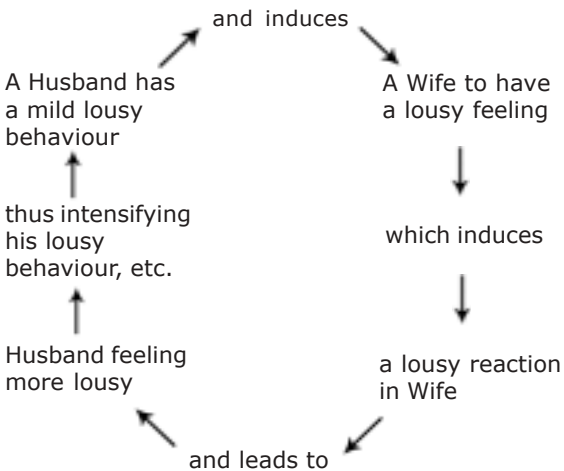 and induces
A Husband has
a mild lousy
behaviour
A Wife to have
a lousy feeling
thus intensifying
his lousy
behaviour, etc.
which induces
Husband feeling
more lousy
a lousy reaction
in Wife
and leads to